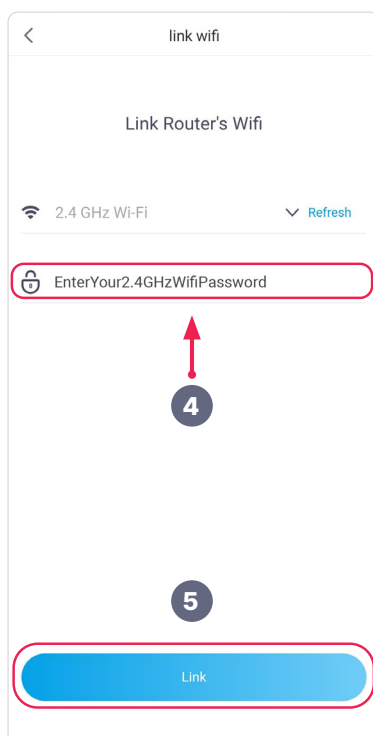 link wifi
Link Router's Wifi
2.4 GHz Wi-Fi Refresh
EnterYour2.4GHzWifiPassword
4
5
Link